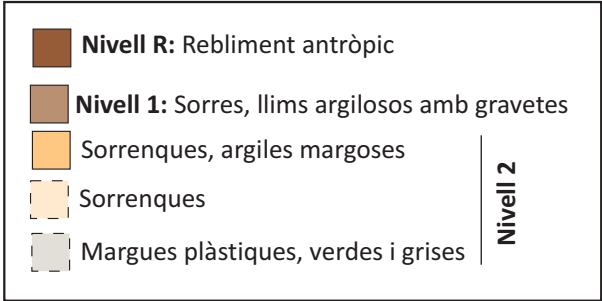 Nivell R: Rebliment antròpic
Nivell 1: Sorres, llims argilosos amb gravetes
Sorrenques, argiles margoses
Sorrenques
Margues plàstiques, verdes i grises
Nivell 2